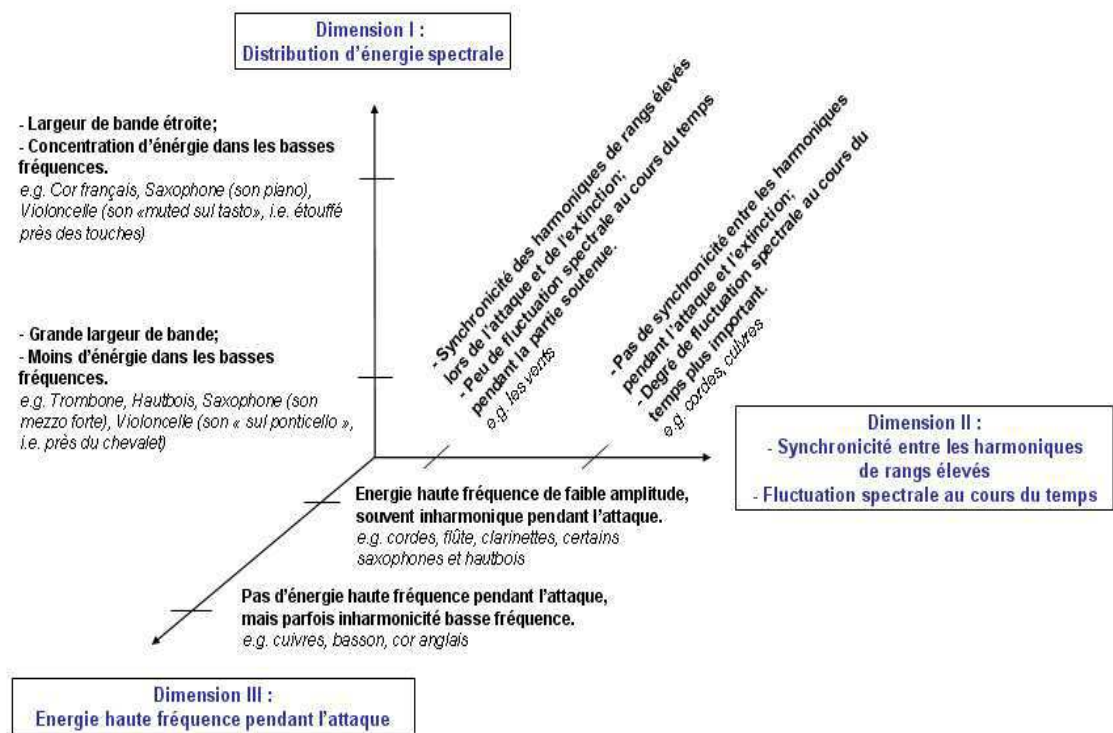 Dimension I :
Distribution d’énergie spectrale
- Largeur de bande étroite;
- Concentration d’énergie dans les basses
fréquences.
e.g. Cor français, Saxophone (son piano),
Violoncelle (son «muted sul tasto», i.e. étouffé
près des touches)
- Grande largeur de bande;
- Moins d’énergie dans les basses
fréquences.
e.g. Trombone, Hautbois, Saxophone (son
mezzo forte), Violoncelle (son « sul ponticello »,
i.e. près du chevalet)
- Synchronicité des harmoniques de rangs élevés
lors de l'attaque et de l'extinction;
- Peu de fluctuation spectrale au cours du temps
pendant la partie soutenue.
e.g. les vents
- Pas de synchronicité entre les harmoniques
pendant l'attaque et l'extinction;
- Degré de fluctuation spectrale au cours du
temps plus important.
e.g. cordes, cuivres
Dimension II :
- Synchronicité entre les harmoniques
de rangs élevés
- Fluctuation spectrale au cours du temps
Energie haute fréquence de faible amplitude,
souvent inharmonique pendant l’attaque.
e.g. cordes, flûte, clarinettes, certains
saxophones et hautbois
Pas d’énergie haute fréquence pendant l’attaque,
mais parfois inharmonicité basse fréquence.
e.g. cuivres, basson, cor anglais
Dimension III :
Energie haute fréquence pendant l’attaque